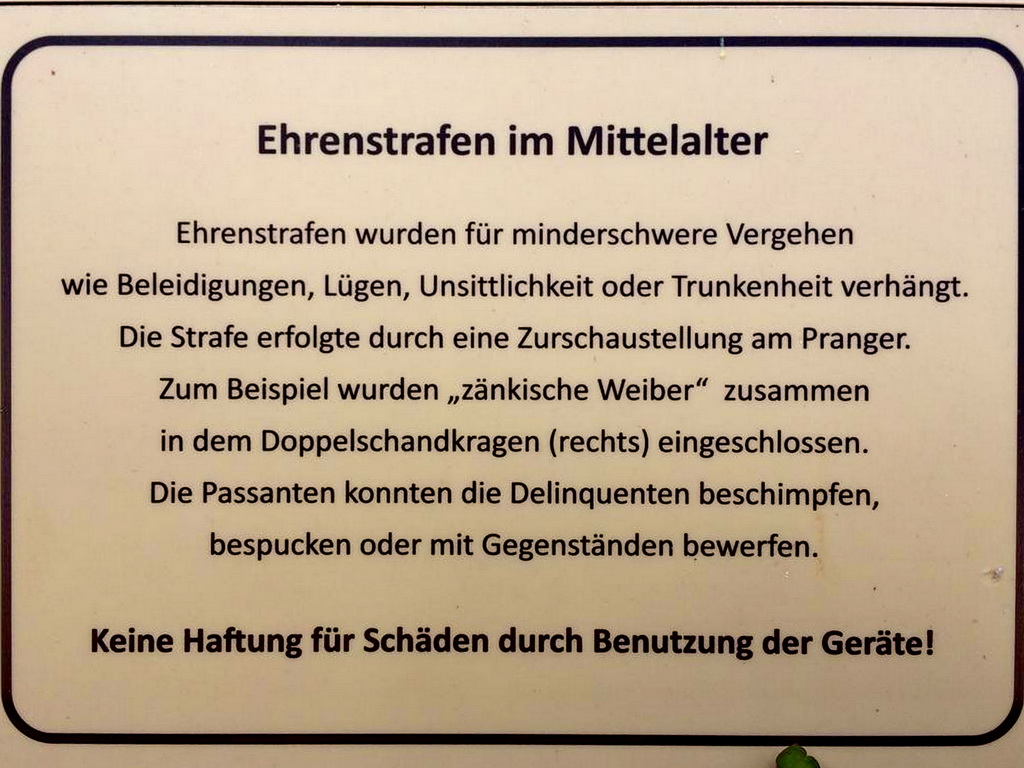 Ehrenstrafen im Mittelalter
Ehrenstrafen wurden für minderschwere Vergehen
wie Beleidigungen, Lügen, Unsittlichkeit oder Trunkenheit verhängt.
Die Strafe erfolgte durch eine Zurschaustellung am Pranger.
Zum Beispiel wurden „zänkische Weiber“ zusammen
in dem Doppelschandkragen (rechts) eingeschlossen.
Die Passanten konnten die Delinquenten beschimpfen,
bespucken oder mit Gegenständen bewerfen.
Keine Haftung für Schäden durch Benutzung der Geräte!